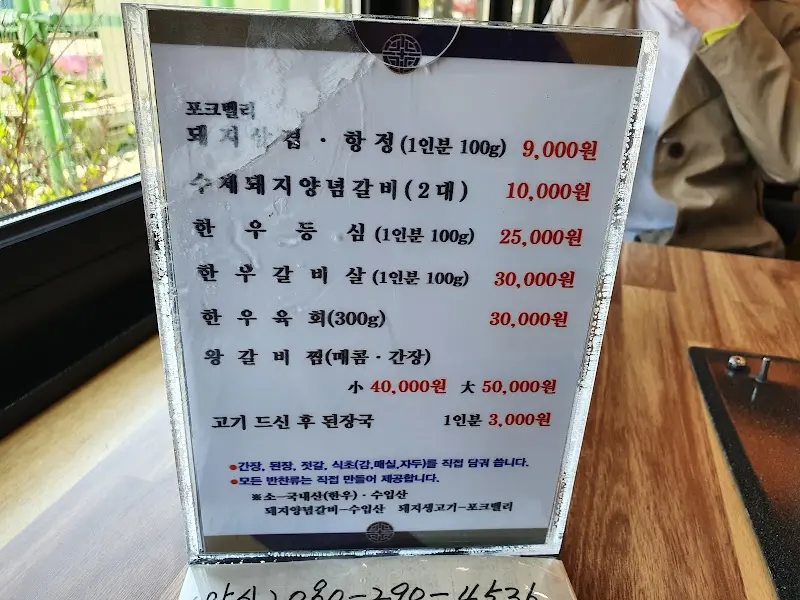 포크밸리
돼지삼겹 · 항정(1인분 100g) 9,000원
수제돼지양념갈비(2대) 10,000원
한우등심(1인분 100g) 25,000원
한우갈비살(1인분 100g) 30,000원
한우육회(300g) 30,000원
왕갈비찜(매콤 · 간장)
小 40,000원 大 50,000원
고기 드신 후 된장국 1인분 3,000원
●간장, 된장, 젓갈, 식초(감,매실,자두)를 직접 담궈 씁니다.
●모든 반찬류는 직접 만들어 제공합니다.
※소-국내산(한우) · 수입산
돼지양념갈비-수입산 돼지생고기-포크밸리
080-290-4536